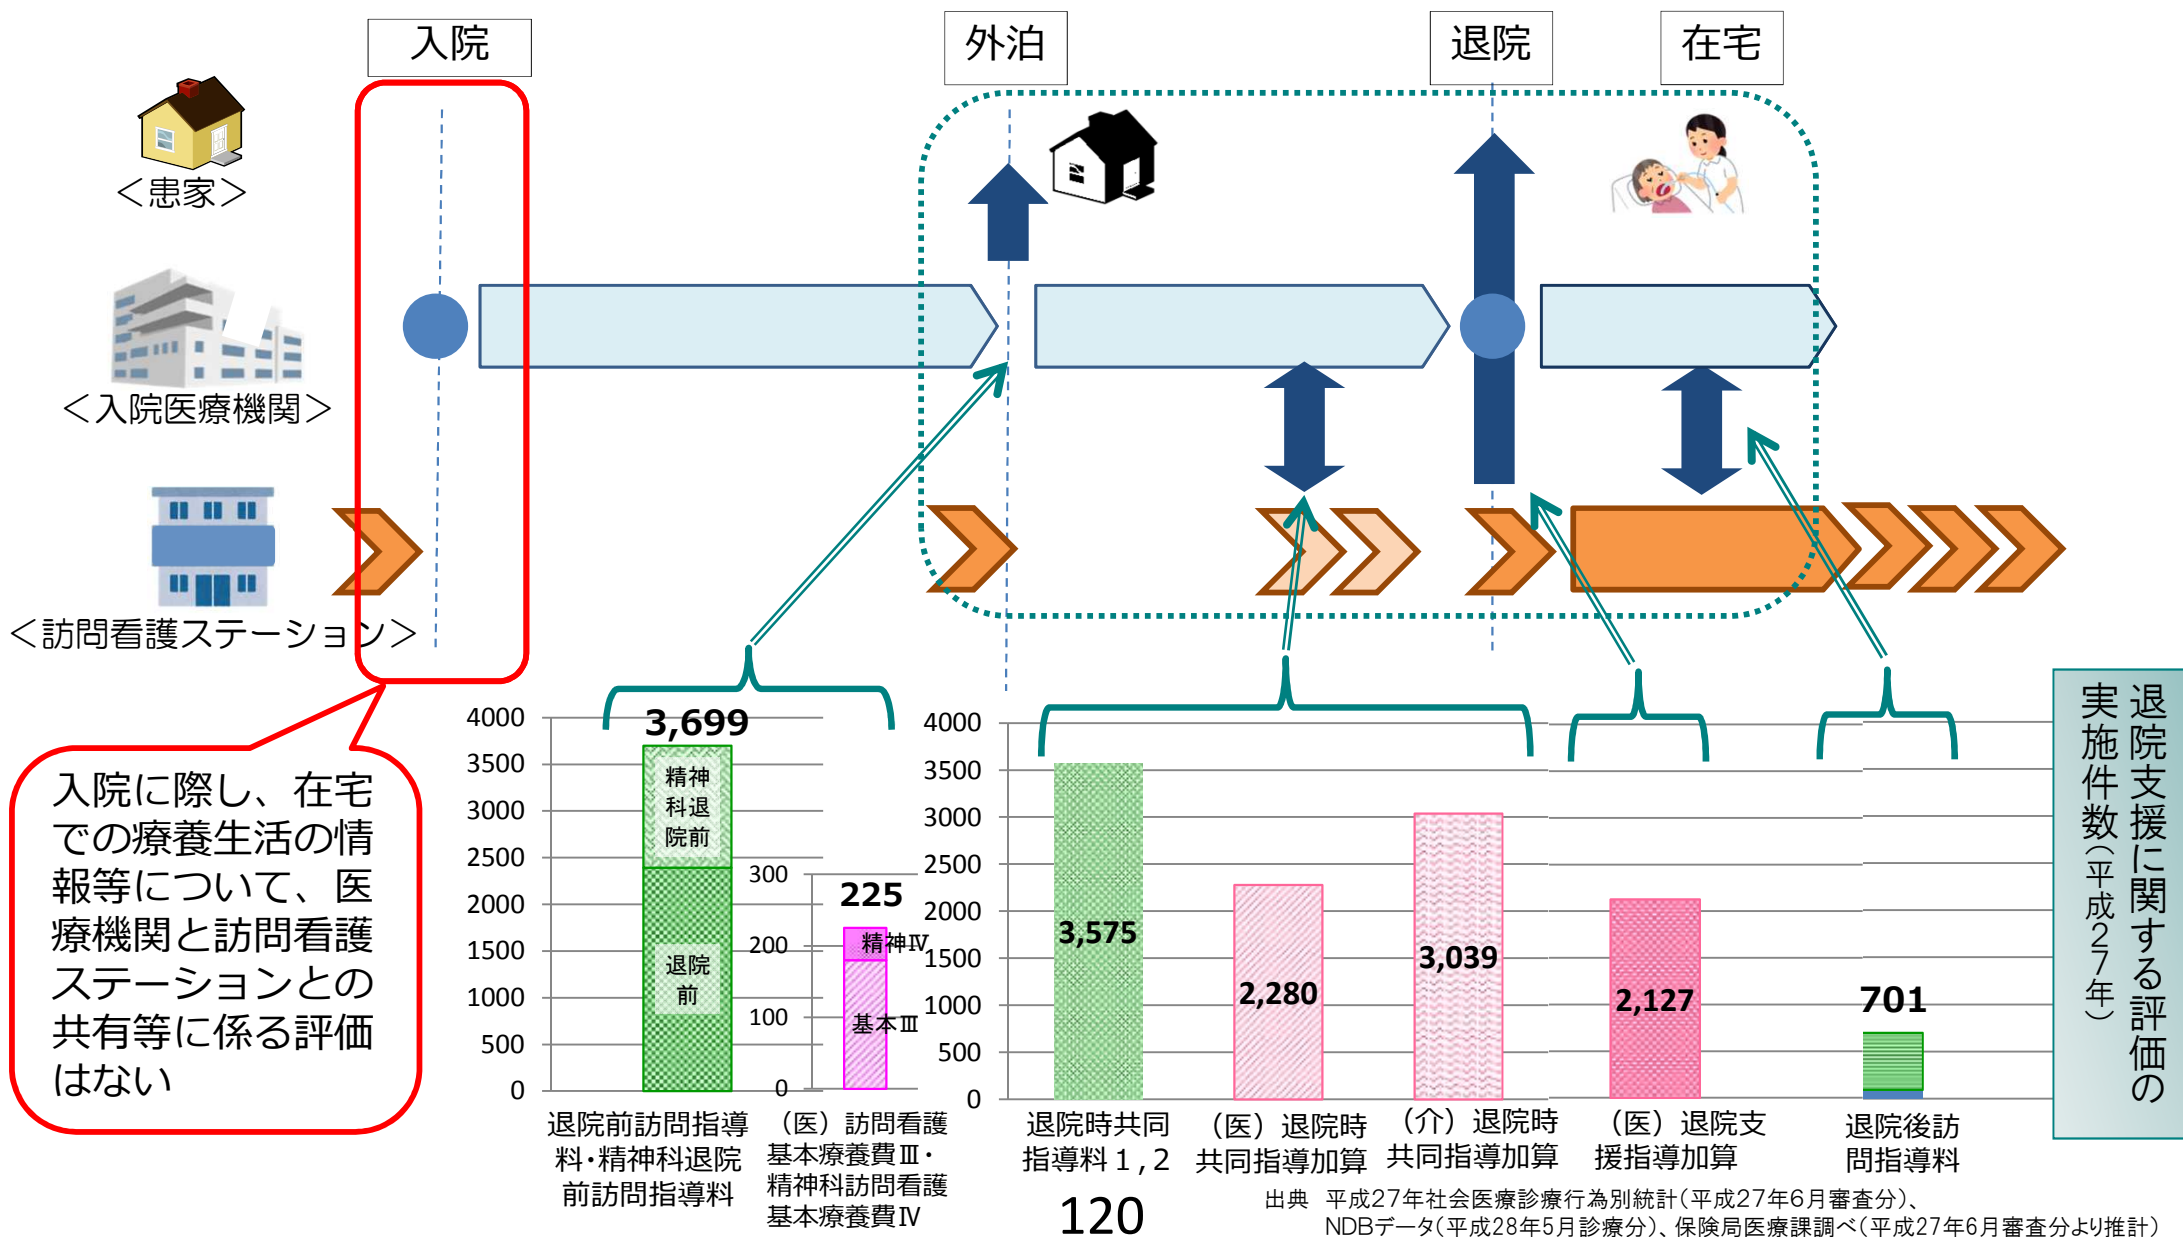 入院
外泊
退院
在宅
＜患家＞
＜入院医療機関＞
＜訪問看護ステーション＞
入院に際し、在宅
での療養生活の情
報等について、医
療機関と訪問看護
ステーションとの
共有等に係る評価
はない
4000
3500
3000
2500
2000
1500
1000
500
0
3,699
精神
科退
院前
退院
前
300
200
100
0
225
精神Ⅳ
基本Ⅲ
退院前訪問指導
料・精神科退院
前訪問指導料
（医）訪問看護
基本療養費Ⅲ・
精神科訪問看護
基本療養費Ⅳ
4000
3500
3000
2500
2000
1500
1000
500
0
3,575
2,280
3,039
2,127
701
退院時共同
指導料１,２
（医）退院時
共同指導加算
（介）退院時
共同指導加算
（医）退院支
援指導加算
退院後訪
問指導料
退院支援に関する評価の
実施件数（平成２７年）
120
出典　平成27年社会医療診療行為別統計（平成27年6月審査分）、
NDBデータ（平成28年5月診療分）、保険局医療課調べ（平成27年6月審査分より推計）